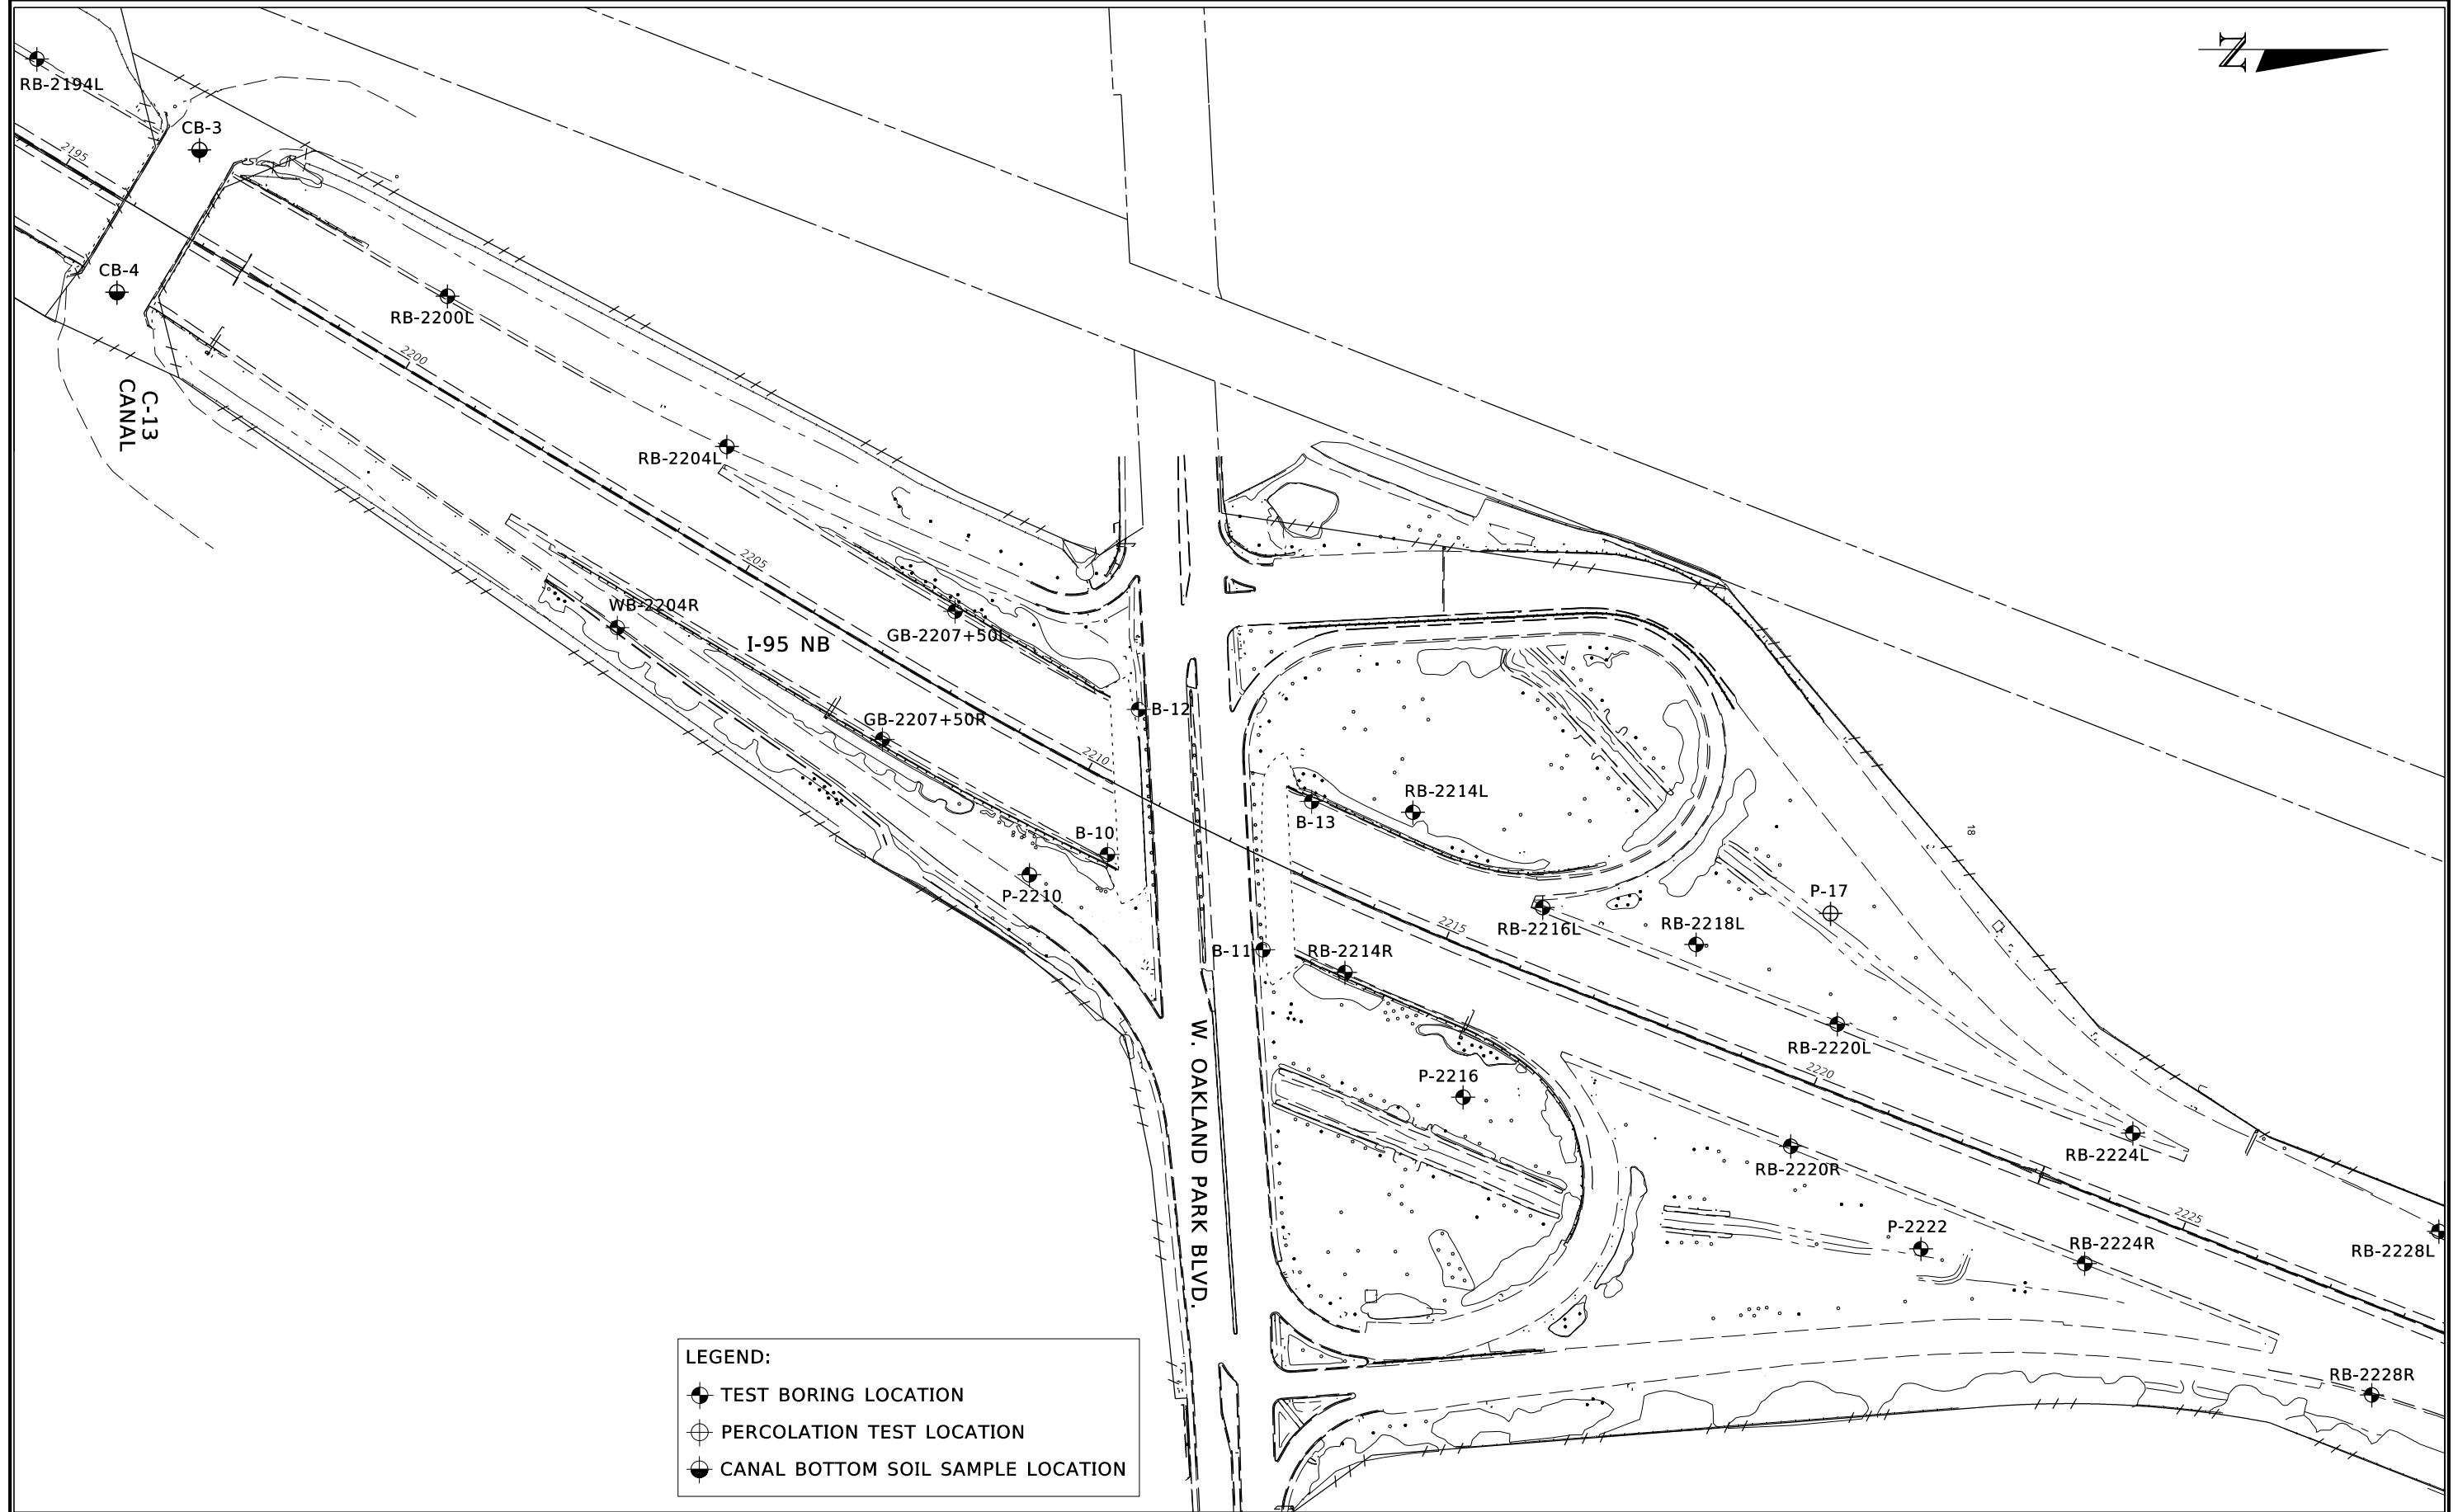 N
RB-2194L
CB-3
2195
CB-4
RB-2200L
2200
C-13
CANAL
RB-2204L
2205
WB-2204R
GB-2207+50L
I-95 NB
B-12
GB-2207+50R
2210
RB-2214L
B-13
18
B-10
P-2210
P-17
2215
RB-2216L
RB-2218L
B-11
RB-2214R
W. OAKLAND PARK BLVD.
RB-2220L
2220
P-2216
RB-2224L
RB-2220R
2225
P-2222
RB-2224R
RB-2228L
RB-2228R
LEGEND:
TEST BORING LOCATION
PERCOLATION TEST LOCATION
CANAL BOTTOM SOIL SAMPLE LOCATION